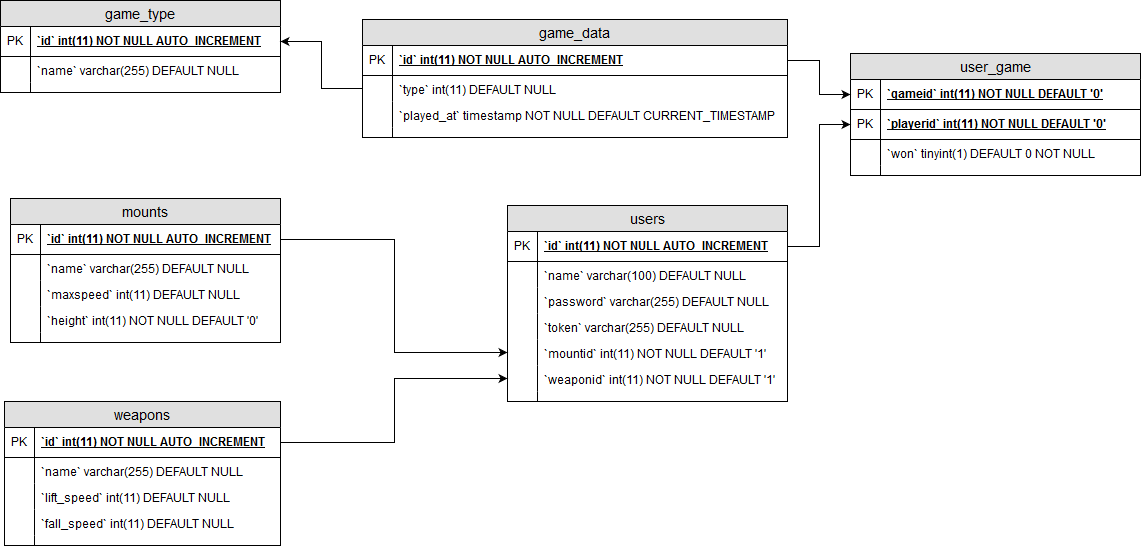 game_type
PK `id` int(11) NOT NULL AUTO_INCREMENT
`name` varchar(255) DEFAULT NULL
game_data
PK `id` int(11) NOT NULL AUTO_INCREMENT
`type` int(11) DEFAULT NULL
`played_at` timestamp NOT NULL DEFAULT CURRENT_TIMESTAMP
user_game
PK `gameid` int(11) NOT NULL DEFAULT '0'
PK `playerid` int(11) NOT NULL DEFAULT '0'
`won` tinyint(1) DEFAULT 0 NOT NULL
mounts
PK `id` int(11) NOT NULL AUTO_INCREMENT
`name` varchar(255) DEFAULT NULL
`maxspeed` int(11) DEFAULT NULL
`height` int(11) NOT NULL DEFAULT '0'
users
PK `id` int(11) NOT NULL AUTO_INCREMENT
`name` varchar(100) DEFAULT NULL
`password` varchar(255) DEFAULT NULL
`token` varchar(255) DEFAULT NULL
`mountid` int(11) NOT NULL DEFAULT '1'
`weaponid` int(11) NOT NULL DEFAULT '1'
weapons
PK `id` int(11) NOT NULL AUTO_INCREMENT
`name` varchar(255) DEFAULT NULL
`lift_speed` int(11) DEFAULT NULL
`fall_speed` int(11) DEFAULT NULL